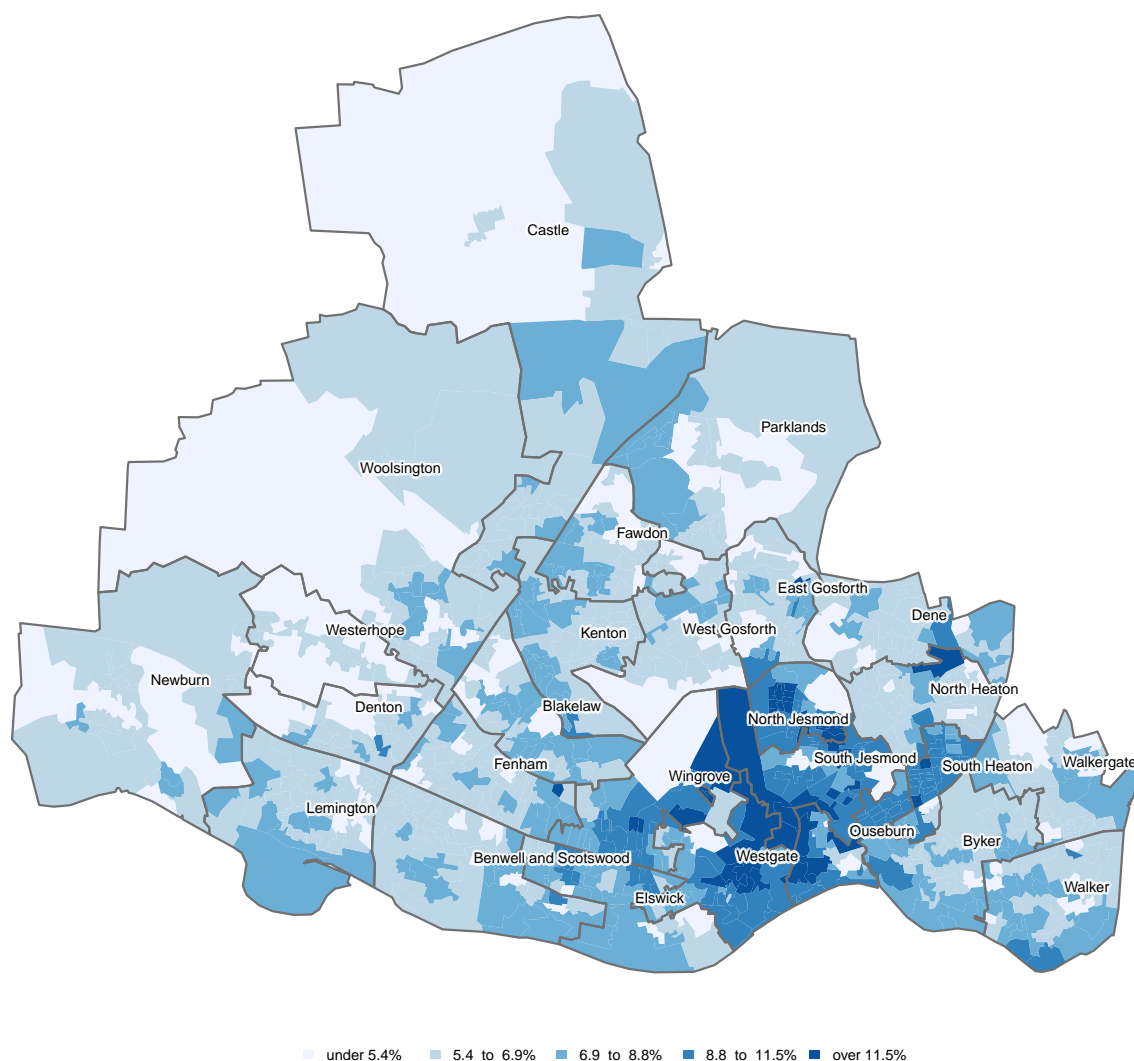 Castle
Parklands
Woolsington
Fawdon
East Gosforth
Dene
Westerhope
Kenton
West Gosforth
Newburn
North Heaton
Denton
Blakelaw
North Jesmond
South Jesmond
Fenham
South Heaton
Walkergate
Wingrove
Lemington
Ouseburn
Byker
Benwell and Scotswood
Westgate
Walker
Elswick
under 5.4% 5.4 to 6.9% 6.9 to 8.8% 8.8 to 11.5% over 11.5%